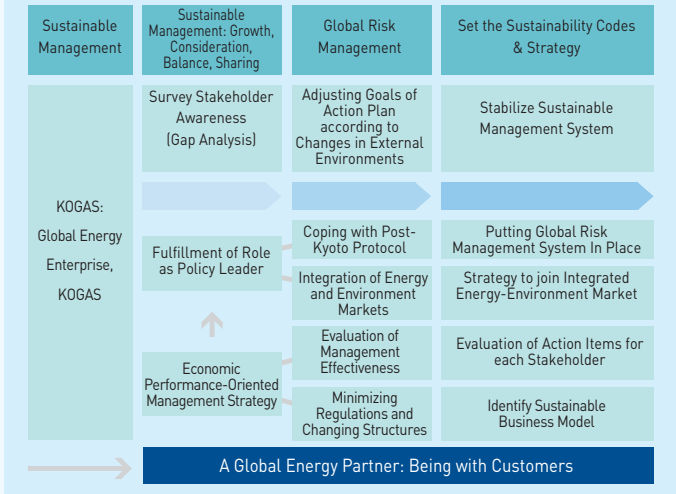 Sustainable
Management
Sustainable
Management: Growth,
Consideration,
Balance, Sharing
Global Risk
Management
Set the Sustainability Codes
& Strategy
KOGAS:
Global Energy
Enterprise,
KOGAS
Survey Stakeholder
Awareness
(Gap Analysis)
Adjusting Goals of
Action Plan
according to
Changes in External
Environments
Stabilize Sustainable
Management System
Fulfillment of Role
as Policy Leader
Coping with Post-
Kyoto Protocol
Putting Global Risk
Management System In Place
Integration of Energy
and Environment
Markets
Strategy to join Integrated
Energy-Environment Market
Economic
Performance-Oriented
Management Strategy
Evaluation of
Management
Effectiveness
Evaluation of Action Items for
each Stakeholder
Minimizing
Regulations and
Changing Structures
Identify Sustainable
Business Model
A Global Energy Partner: Being with Customers